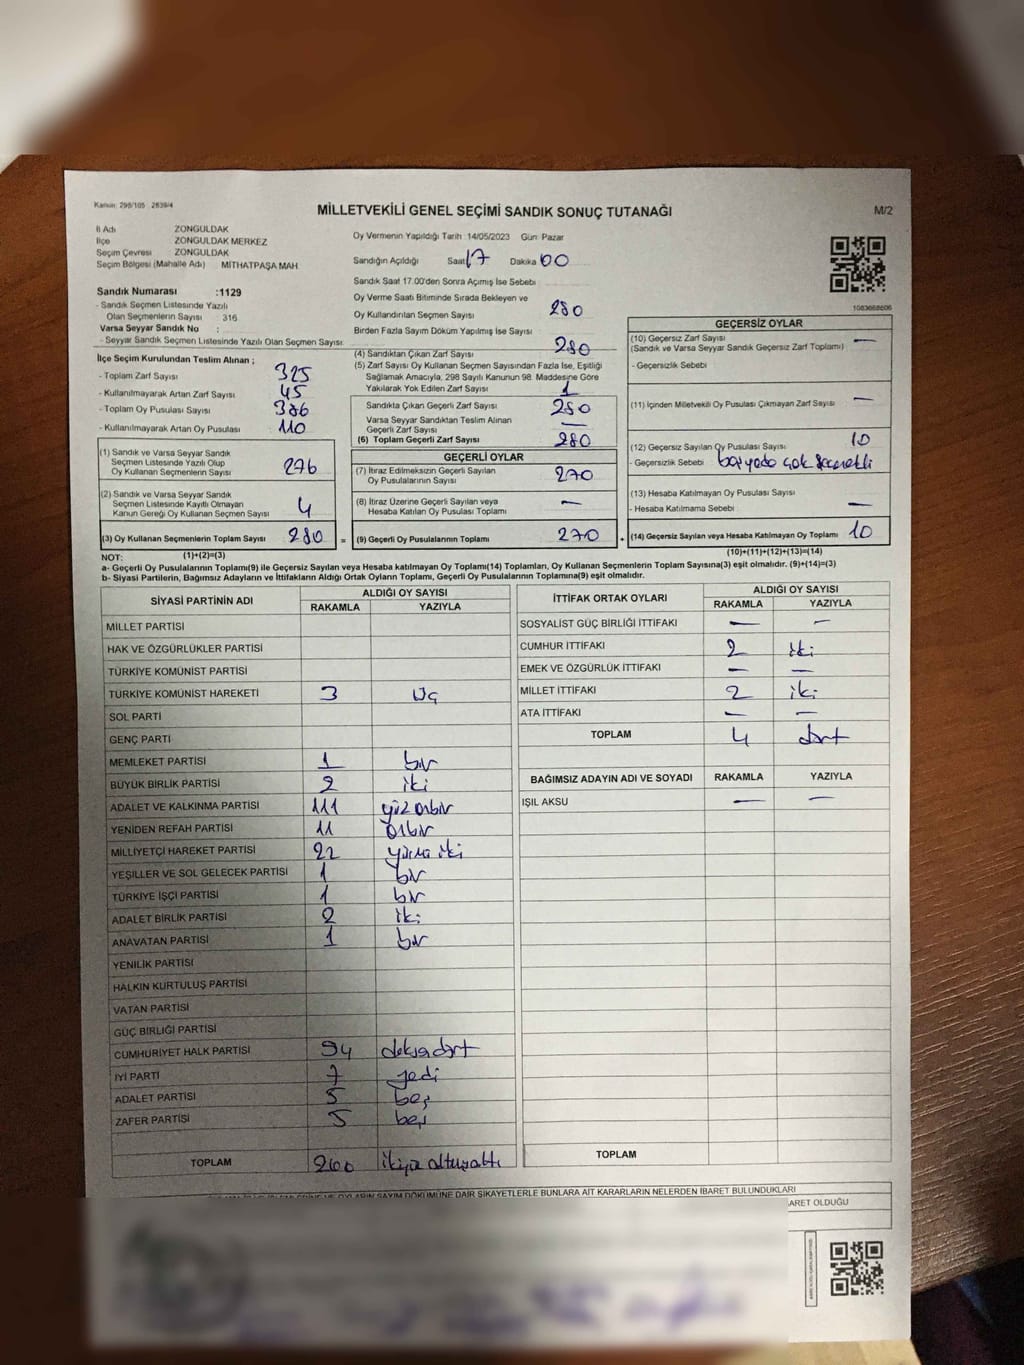 Kanun: 298/105 2839/4
MİLLETVEKİLİ GENEL SEÇİMİ SANDIK SONUÇ TUTANAĞI
M/2
İl Adı ZONGULDAK
İlçe ZONGULDAK MERKEZ
Seçim Çevresi ZONGULDAK
Seçim Bölgesi (Mahalle Adı) MİTHATPAŞA MAH
Sandık Numarası :1129
- Sandık Seçmen Listesinde Yazılı
Olan Seçmenlerin Sayısı : 316
Varsa Seyyar Sandık No :
- Seyyar Sandık Seçmen Listesinde Yazılı Olan Seçmen Sayısı:
İlçe Seçim Kurulundan Teslim Alınan ;
- Toplam Zarf Sayısı 325
- Kullanılmayarak Artan Zarf Sayısı 45
- Toplam Oy Pusulası Sayısı
- Kullanılmayarak Artan Oy Pusulası 110
(1) Sandık ve Varsa Seyyar Sandık
Seçmen Listesinde Yazılı Olup
Oy Kullanan Seçmenlerin Sayısı 276
(2) Sandık ve Varsa Seyyar Sandık
Seçmen Listesinde Kayıtlı Olmayan
Kanun Gereği Oy Kullanan Seçmen Sayısı 4
(3) Oy Kullanan Seçmenlerin Toplam Sayısı 280 =
Oy Vermenin Yapıldığı Tarih 14/05/2023 Gün: Pazar
Sandığın Açıldığı Saat 17 Dakika 00
Sandık Saat 17.00'den Sonra Açımış İse Sebebi
Oy Verme Saati Bitiminde Sırada Bekleyen ve
Oy Kullandırılan Seçmen Sayısı 280
Birden Fazla Sayım Döküm Yapılmış İse Sayısı
(4) Sandıktan Çıkan Zarf Sayısı 280
(5) Zarf Sayısı Oy Kullanan Seçmen Sayısından Fazla İse, Eşitliği
Sağlamak Amacıyla, 298 Sayılı Kanunun 98. Maddesine Göre
Yakılarak Yok Edilen Zarf Sayısı 1
Sandıkta Çıkan Geçerli Zarf Sayısı 280
Varsa Seyyar Sandıktan Teslim Alınan
Geçerli Zarf Sayısı —
(6) Toplam Geçerli Zarf Sayısı 280
GEÇERLİ OYLAR
(7) İtiraz Edilmeksizin Geçerli Sayılan
Oy Pusulalarının Sayısı 270
(8) İtiraz Üzerine Geçerli Sayılan veya
Hesaba Katılan Oy Pusulası Toplamı —
(9) Geçerli Oy Pusulalarının Toplamı 270 +
1083668606
GEÇERSİZ OYLAR
(10) Geçersiz Zarf Sayısı —
(Sandık ve Varsa Seyyar Sandık Geçersiz Zarf Toplamı)
- Geçersizlik Sebebi
(11) İçinden Milletvekili Oy Pusulası Çıkmayan Zarf Sayısı —
(12) Geçersiz Sayılan Oy Pusulası Sayısı 10
- Geçersizlik Sebebi
(13) Hesaba Katılmayan Oy Pusulası Sayısı
- Hesaba Katılmama Sebebi —
(14) Geçersiz Sayılan veya Hesaba Katılmayan Oy Toplamı 10
NOT: (1)+(2)=(3) (10)+(11)+(12)+(13)=(14)
a- Geçerli Oy Pusulalarının Toplamı(9) ile Geçersiz Sayılan veya Hesaba katılmayan Oy Toplamı(14) Toplamları, Oy Kullanan Seçmenlerin Toplam Sayısına(3) eşit olmalıdır. (9)+(14)=(3)
b- Siyasi Partilerin, Bağımsız Adayların ve İttifakların Aldığı Ortak Oyların Toplamı, Geçerli Oy Pusulalarının Toplamına(9) eşit olmalıdır.
SİYASİ PARTİNİN ADI ALDIĞI OY SAYISI
RAKAMLA YAZIYLA
MİLLET PARTİSİ
HAK VE ÖZGÜRLÜKLER PARTİSİ
TÜRKİYE KOMÜNİST PARTİSİ
TÜRKİYE KOMÜNİST HAREKETİ 3 Üç
SOL PARTİ
GENÇ PARTİ
MEMLEKET PARTİSİ 1 bir
BÜYÜK BİRLİK PARTİSİ 2 iki
ADALET VE KALKINMA PARTİSİ 111 yüz onbir
YENİDEN REFAH PARTİSİ 11 onbir
MİLLİYETÇİ HAREKET PARTİSİ 22 yirmi iki
YEŞİLLER VE SOL GELECEK PARTİSİ 1 bir
TÜRKİYE İŞÇİ PARTİSİ 1 bir
ADALET BİRLİK PARTİSİ 2 iki
ANAVATAN PARTİSİ 1 bir
YENİLİK PARTİSİ
HALKIN KURTULUŞ PARTİSİ
VATAN PARTİSİ
GÜÇ BİRLİĞİ PARTİSİ
CUMHURİYET HALK PARTİSİ 94
İYİ PARTİ 7 yedi
ADALET PARTİSİ 5 beş
ZAFER PARTİSİ 5 beş
TOPLAM
İTTİFAK ORTAK OYLARI ALDIĞI OY SAYISI
RAKAMLA YAZIYLA
SOSYALİST GÜÇ BİRLİĞİ İTTİFAKI — —
CUMHUR İTTİFAKI 2 iki
EMEK VE ÖZGÜRLÜK İTTİFAKI — —
MİLLET İTTİFAKI 2 iki
ATA İTTİFAKI — —
TOPLAM 4 dört
BAĞIMSIZ ADAYIN ADI VE SOYADI RAKAMLA YAZIYLA
IŞIL AKSU — —
TOPLAM
OYLARIN SAYIM DÖKÜMÜNE DAİR ŞİKAYETLERLE BUNLARA AİT KARARLARIN NELERDEN İBARET BULUNDUKLARI
ARET OLDUĞU